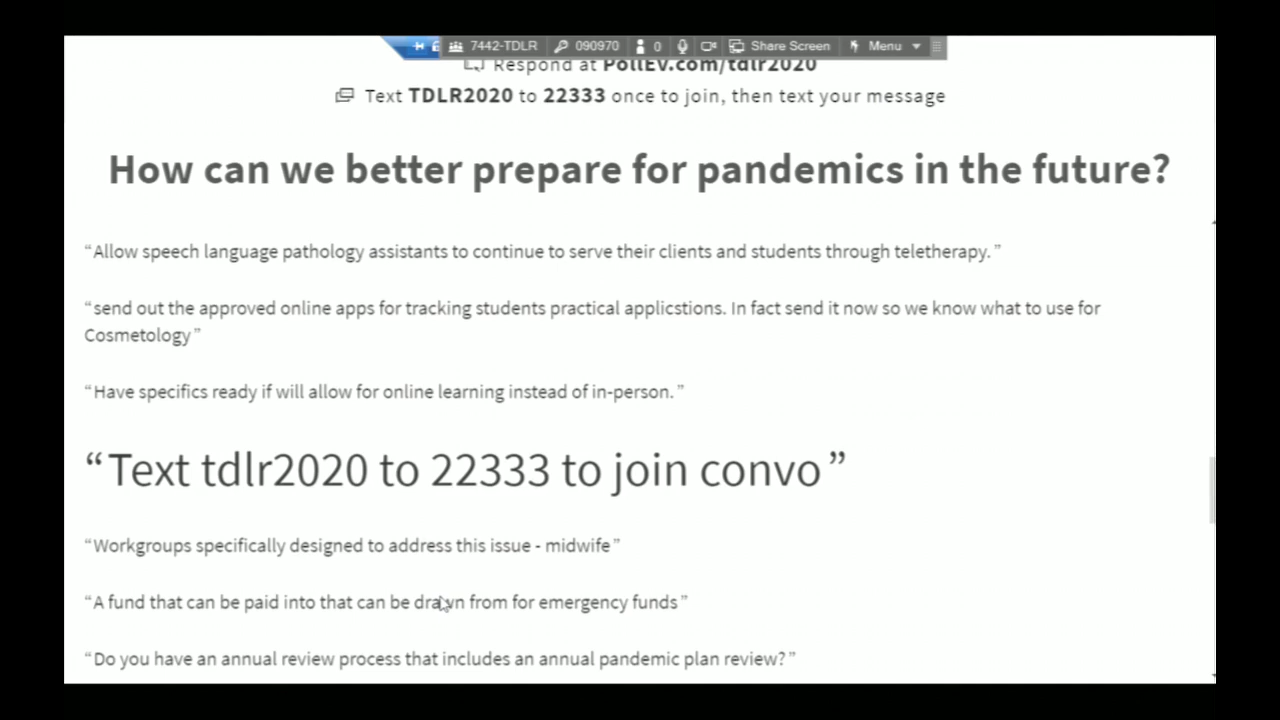 7442-TDLR 090970 0 Share Screen Menu
Respond at PollEv.com/tdlr2020
Text TDLR2020 to 22333 once to join, then text your message
How can we better prepare for pandemics in the future?
“Allow speech language pathology assistants to continue to serve their clients and students through teletherapy.”
“send out the approved online apps for tracking students practical applicstions. In fact send it now so we know what to use for
Cosmetology”
“Have specifics ready if will allow for online learning instead of in-person.”
“Text tdlr2020 to 22333 to join convo”
“Workgroups specifically designed to address this issue - midwife”
“A fund that can be paid into that can be drawn from for emergency funds”
“Do you have an annual review process that includes an annual pandemic plan review?”